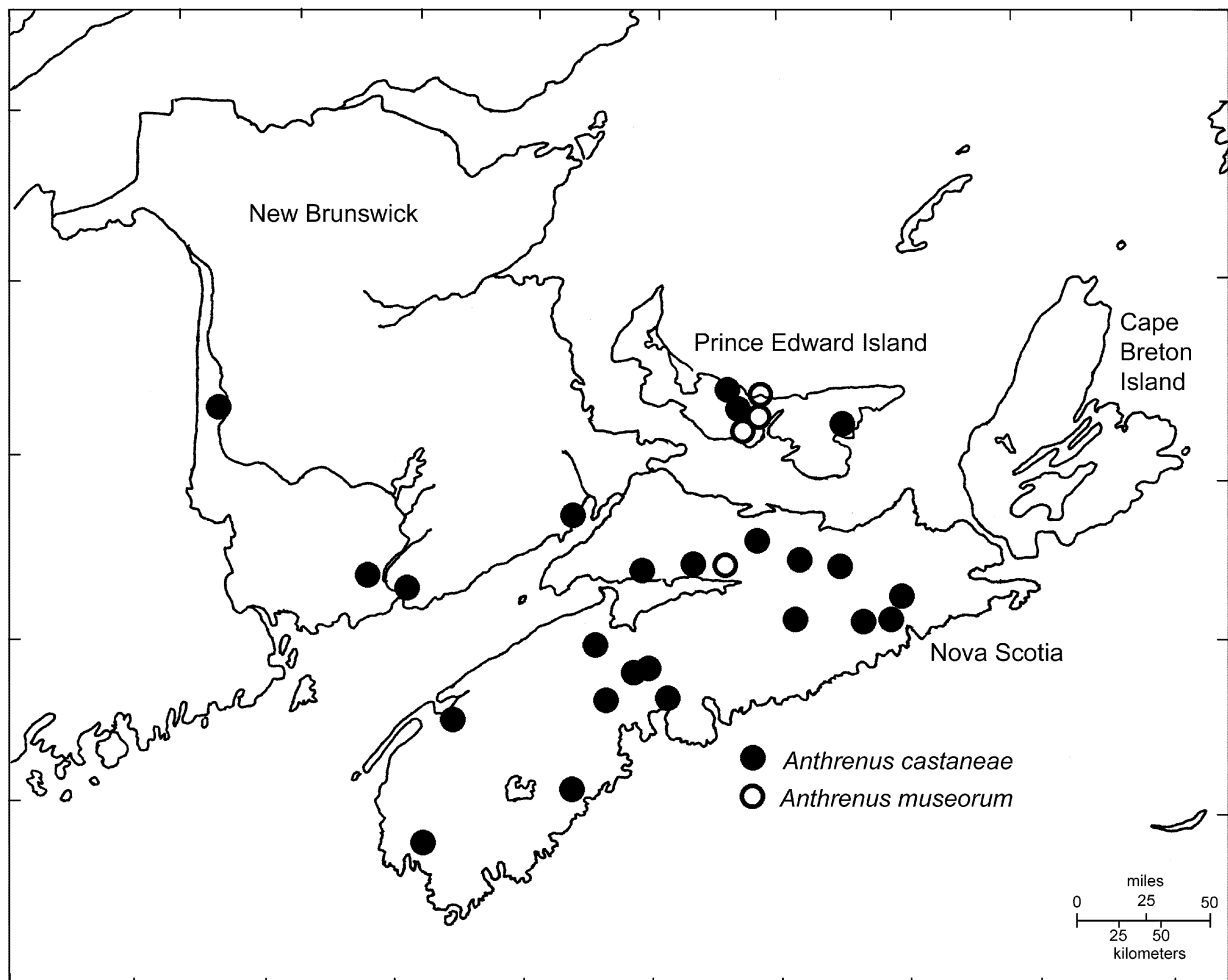 New Brunswick
Prince Edward Island
Cape
Breton
Island
Nova Scotia
Anthrenus castaneae
Anthrenus museorum
miles
0 25 50
25 50
kilometers